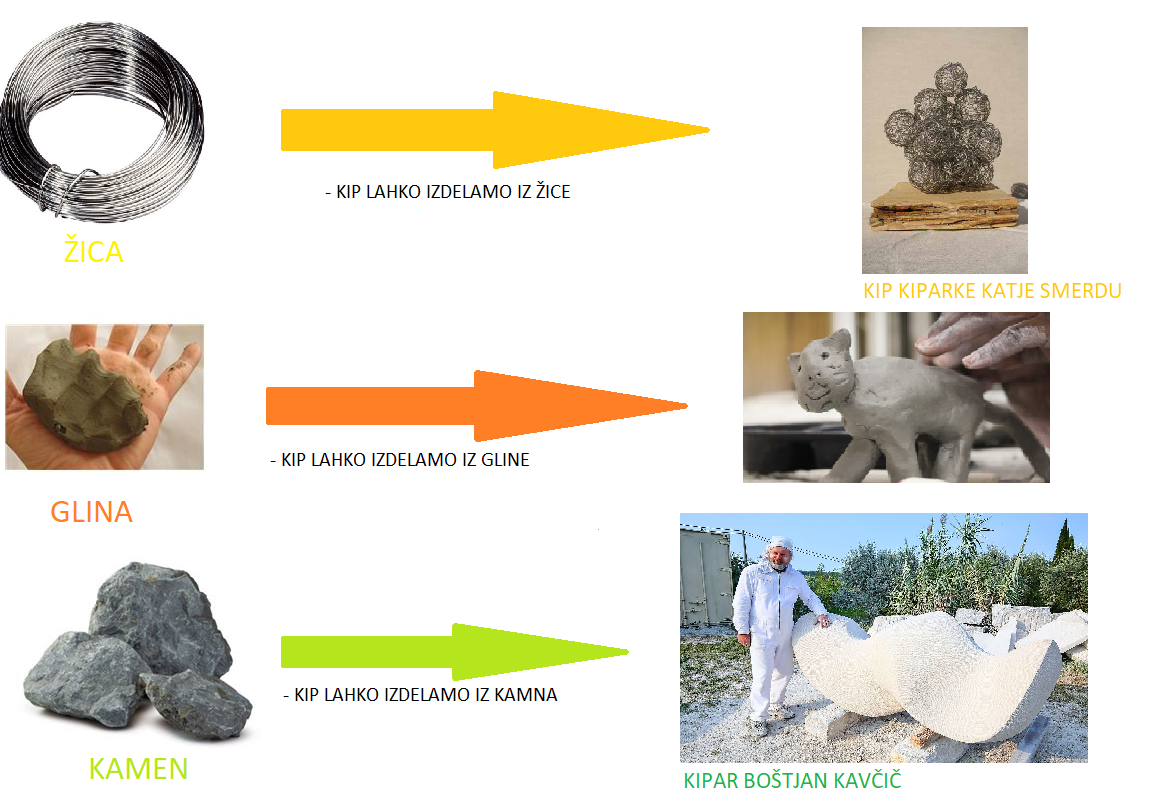 - KIP LAHKO IZDELAMO IZ ŽICE
ŽICA
KIP KIPARKE KATJE SMERDU
- KIP LAHKO IZDELAMO IZ GLINE
GLINA
- KIP LAHKO IZDELAMO IZ KAMNA
KAMEN
KIPAR BOŠTJAN KAVČIČ